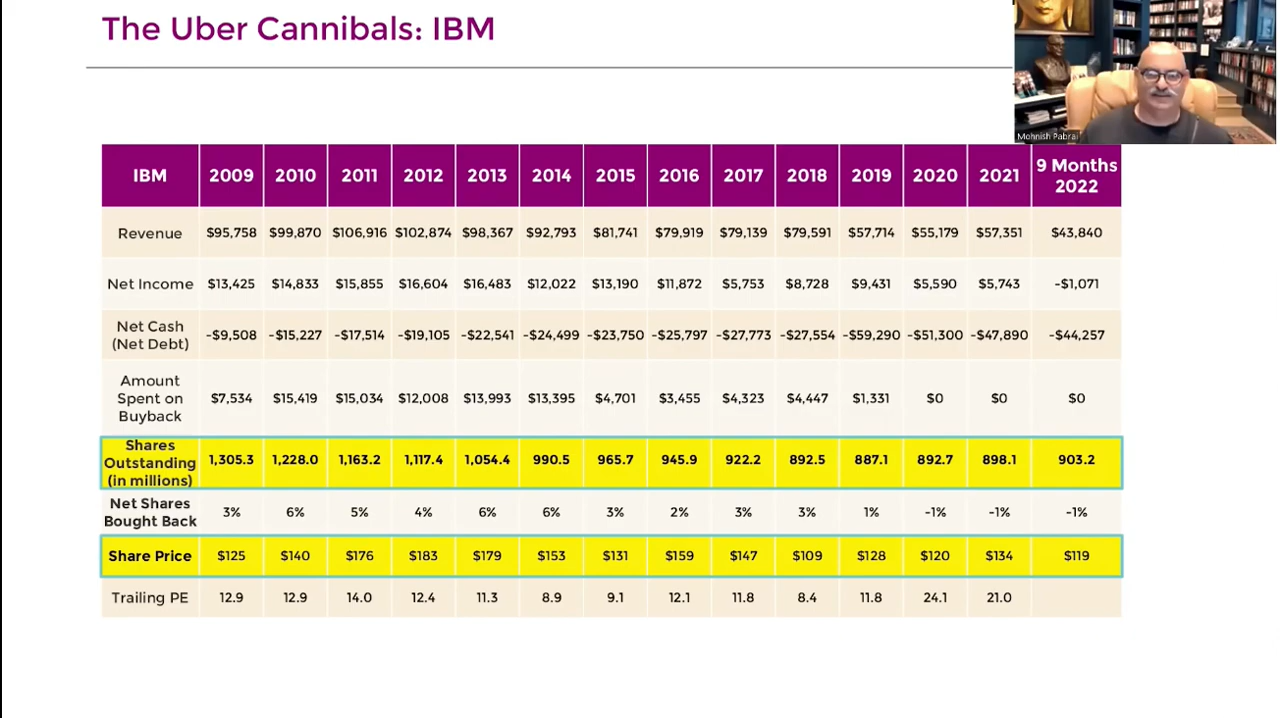 The Uber Cannibals: IBM
Mohnish Pabrai
IBM 2009 2010 2011 2012 2013 2014 2015 2016 2017 2018 2019 2020 2021 9 Months 2022
Revenue $95,758 $99,870 $106,916 $102,874 $98,367 $92,793 $81,741 $79,919 $79,139 $79,591 $57,714 $55,179 $57,351 $43,840
Net Income $13,425 $14,833 $15,855 $16,604 $16,483 $12,022 $13,190 $11,872 $5,753 $8,728 $9,431 $5,590 $5,743 -$1,071
Net Cash (Net Debt) -$9,508 -$15,227 -$17,514 -$19,105 -$22,541 -$24,499 -$23,750 -$25,797 -$27,773 -$27,554 -$59,290 -$51,300 -$47,890 -$44,257
Amount Spent on Buyback $7,534 $15,419 $15,034 $12,008 $13,993 $13,395 $4,701 $3,455 $4,323 $4,447 $1,331 $0 $0 $0
Shares Outstanding (in millions) 1,305.3 1,228.0 1,163.2 1,117.4 1,054.4 990.5 965.7 945.9 922.2 892.5 887.1 892.7 898.1 903.2
Net Shares Bought Back 3% 6% 5% 4% 6% 6% 3% 2% 3% 3% 1% -1% -1% -1%
Share Price $125 $140 $176 $183 $179 $153 $131 $159 $147 $109 $128 $120 $134 $119
Trailing PE 12.9 12.9 14.0 12.4 11.3 8.9 9.1 12.1 11.8 8.4 11.8 24.1 21.0